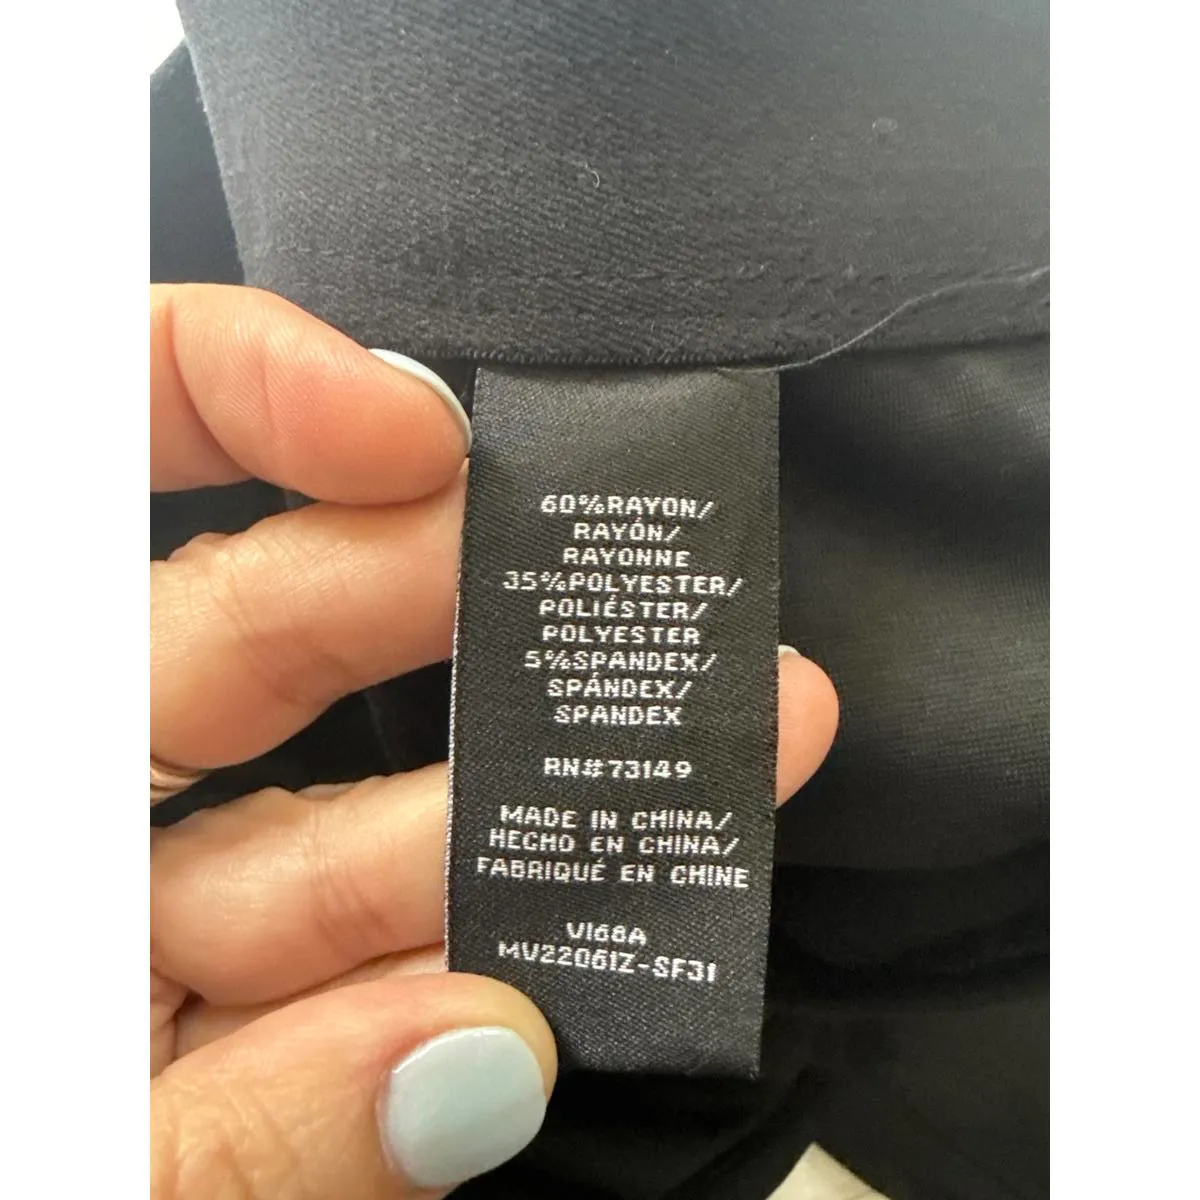 60%RAYON/
RAYÓN/
RAYONNE
35%POLYESTER/
POLIÉSTER/
POLYESTER
5%SPANDEX/
SPÁNDEX/
SPANDEX
RN#73149
MADE IN CHINA/
HECHO EN CHINA/
FABRIQUÉ EN CHINE
VI68A
MV22061Z-SF31